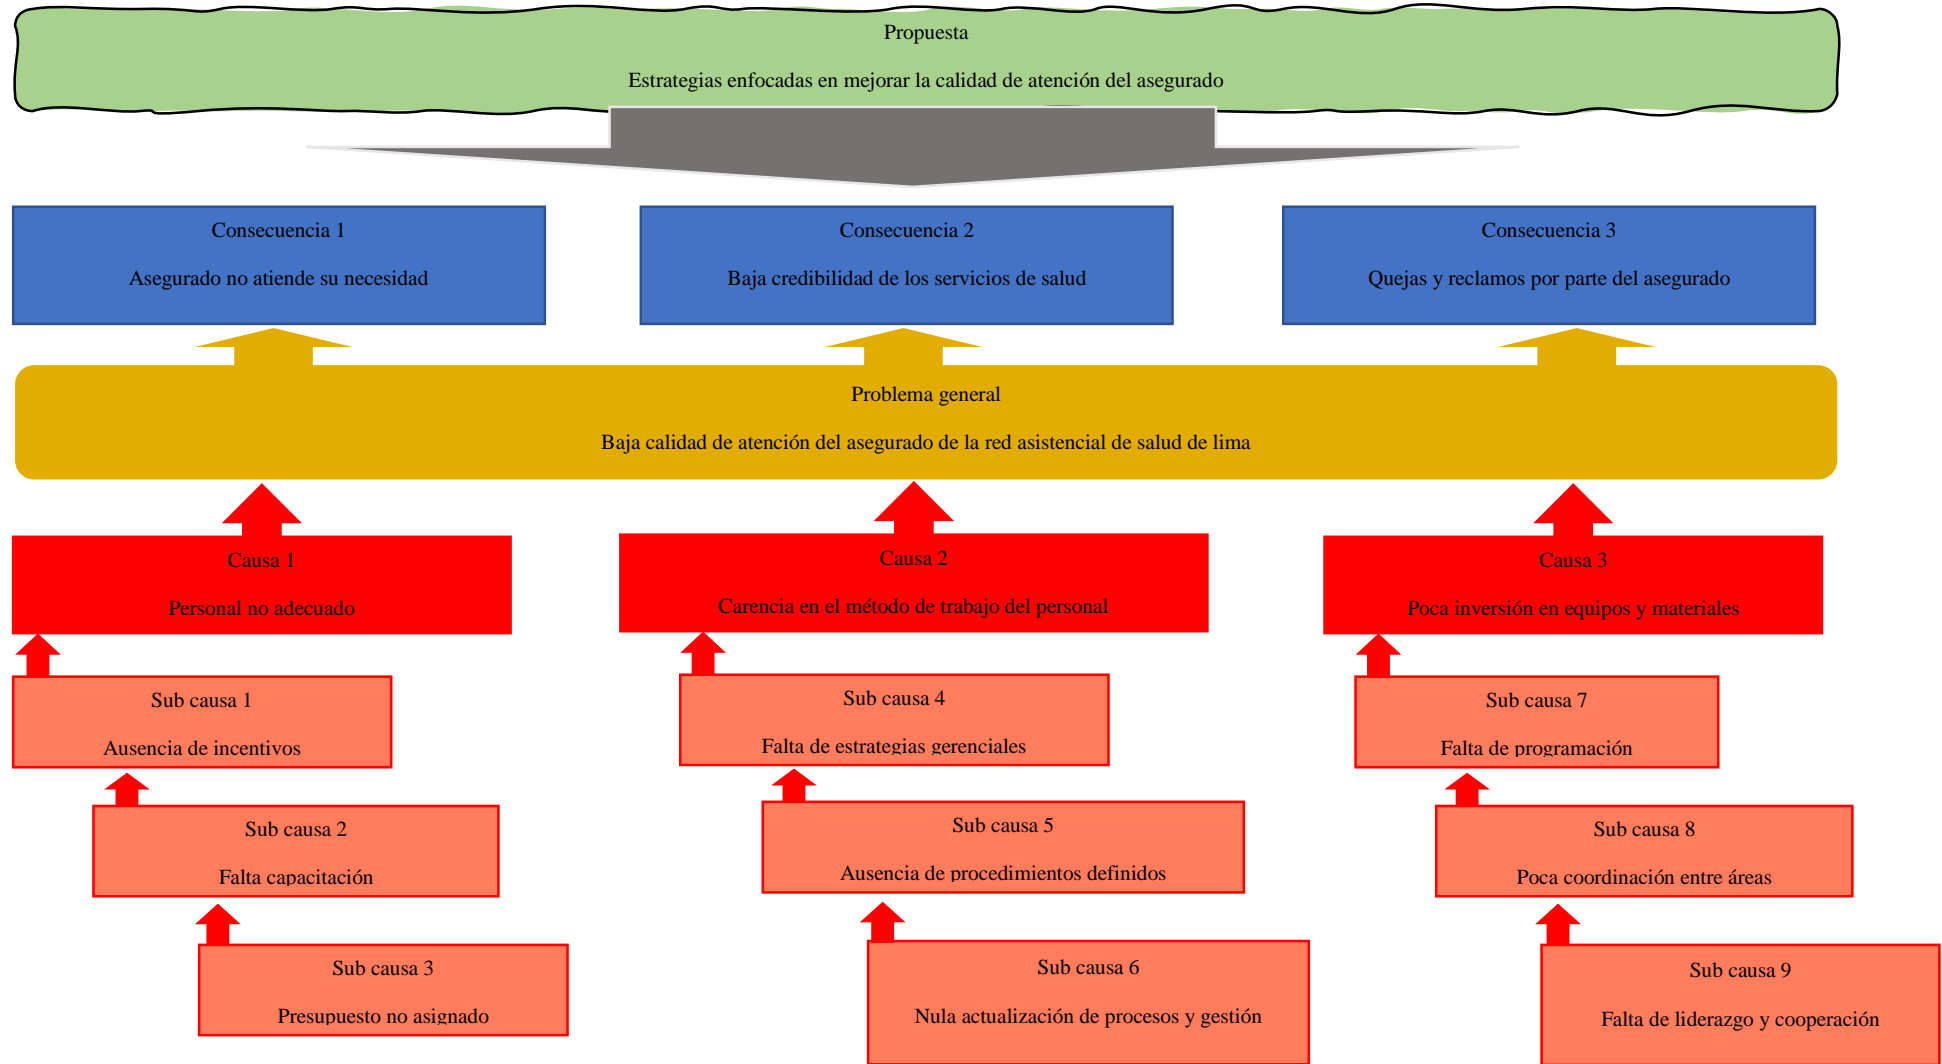 Propuesta
Estrategias enfocadas en mejorar la calidad de atención del asegurado
Consecuencia 1
Asegurado no atiende su necesidad
Consecuencia 2
Baja credibilidad de los servicios de salud
Consecuencia 3
Quejas y reclamos por parte del asegurado
Problema general
Baja calidad de atención del asegurado de la red asistencial de salud de lima
Causa 1
Personal no adecuado
Causa 2
Carencia en el método de trabajo del personal
Causa 3
Poca inversión en equipos y materiales
Sub causa 1
Ausencia de incentivos
Sub causa 4
Falta de estrategias gerenciales
Sub causa 7
Falta de programación
Sub causa 2
Falta capacitación
Sub causa 5
Ausencia de procedimientos definidos
Sub causa 8
Poca coordinación entre áreas
Sub causa 3
Presupuesto no asignado
Sub causa 6
Nula actualización de procesos y gestión
Sub causa 9
Falta de liderazgo y cooperación